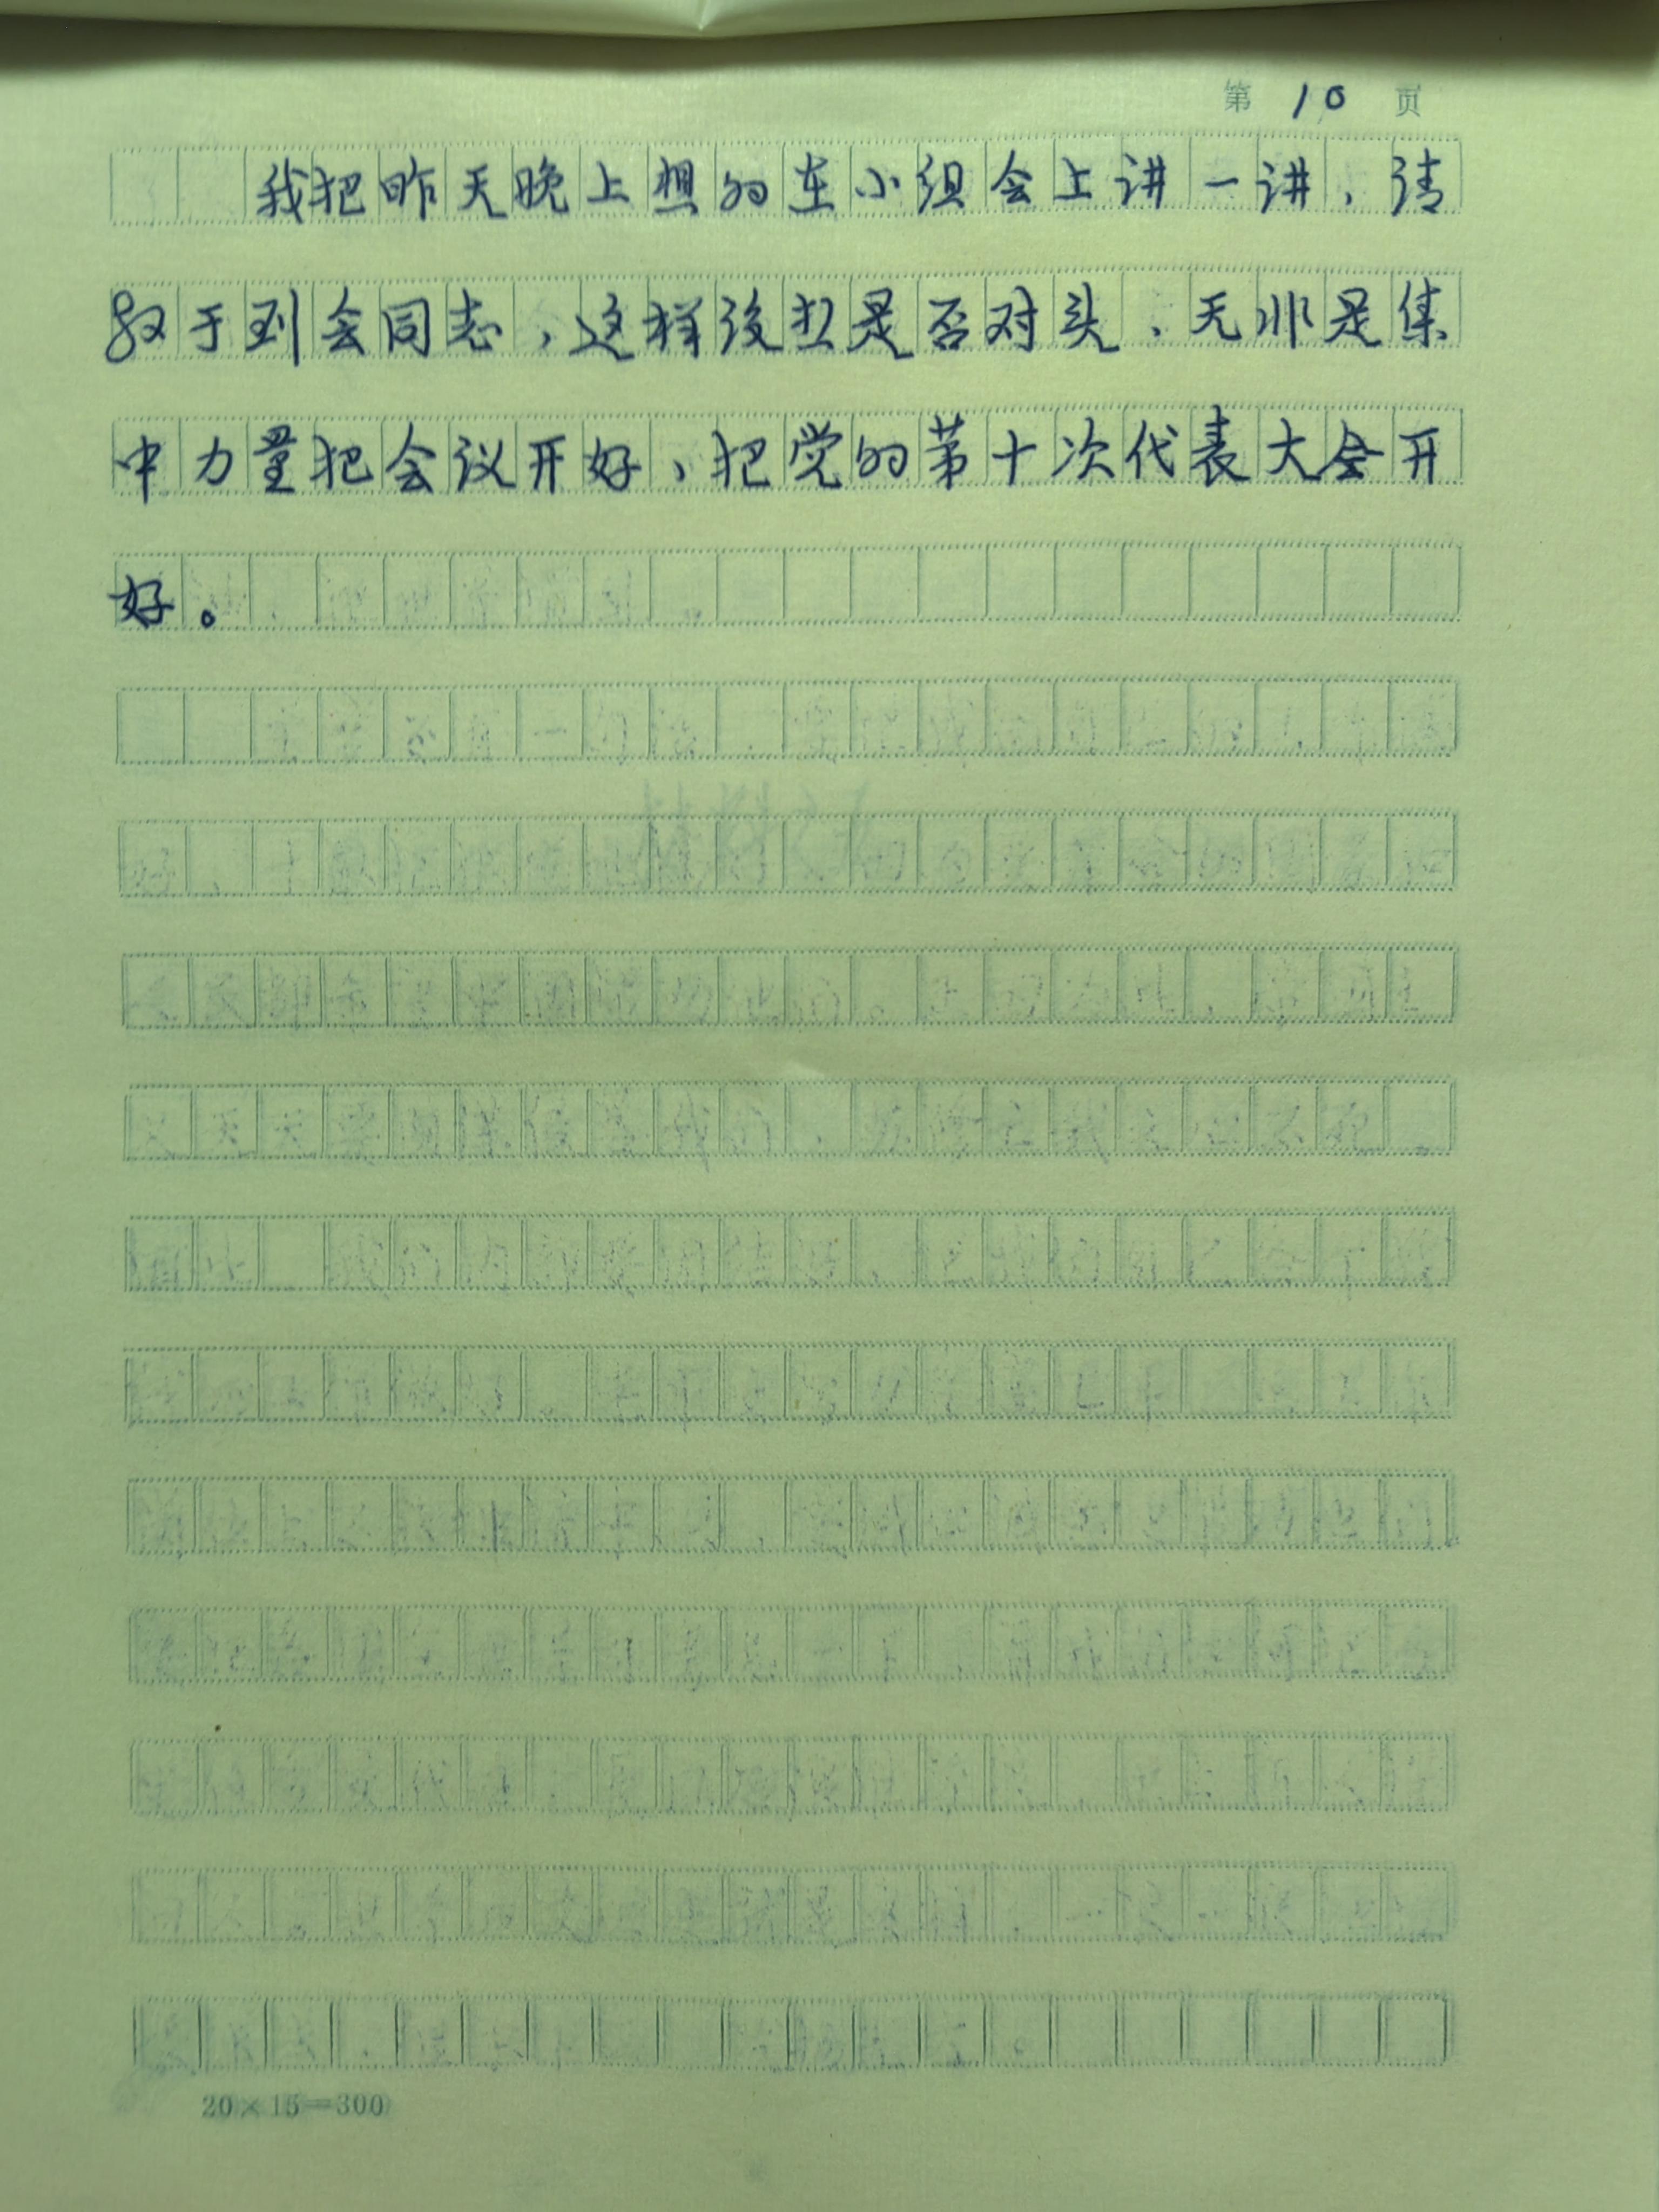 第 10 页
我把昨天晚上想的在小组会上讲一讲，请
教于到会同志，这样
是否对头，无非是集
中力量把会议开好，把党的第十次代表大会开
好。
20×15=300